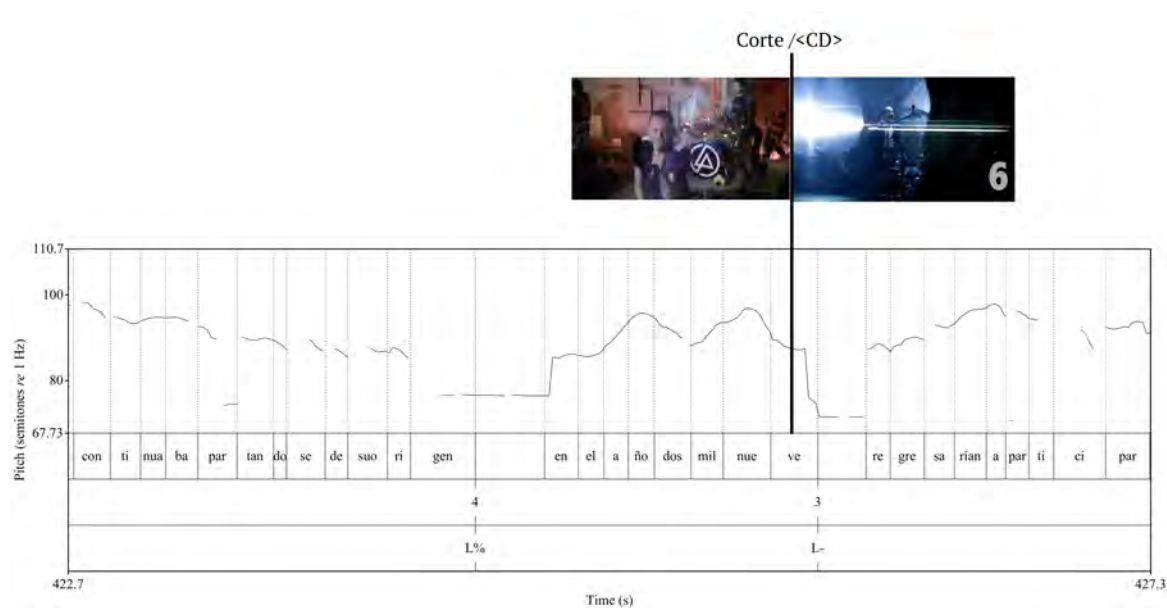 Corte /<CD>
6
110.7
100
80
67.73
Pitch (semitones re 1 Hz)
con ti nua ba par tan do se de suo ri gen en el a ño dos mil nue ve re gre sa rían a par ti ci par
4 3
L% L-
422.7 427.3
Time (s)